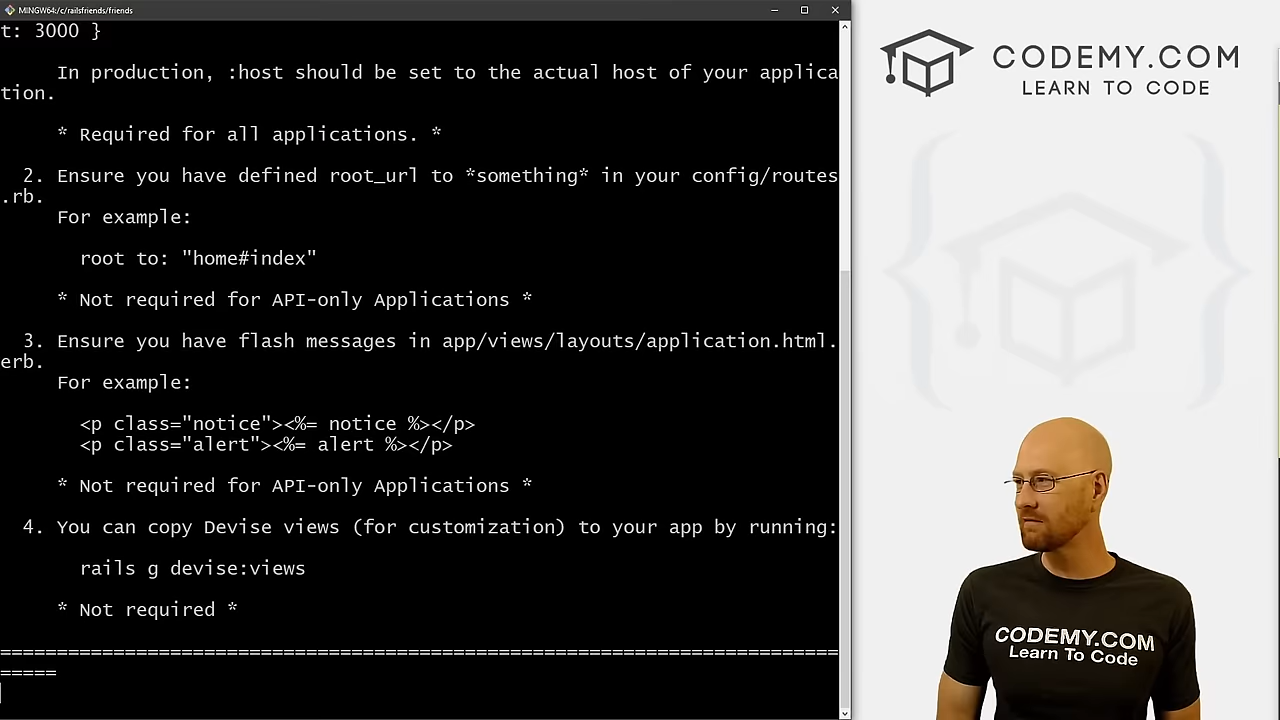 MINGW64:/c/railsfriends/friends
t: 3000 }
In production, :host should be set to the actual host of your applica
tion.
* Required for all applications. *
2. Ensure you have defined root_url to *something* in your config/routes
.rb.
For example:
root to: "home#index"
* Not required for API-only Applications *
3. Ensure you have flash messages in app/views/layouts/application.html.
erb.
For example:
<p class="notice"><%= notice %></p>
<p class="alert"><%= alert %></p>
* Not required for API-only Applications *
4. You can copy Devise views (for customization) to your app by running:
rails g devise:views
* Not required *
==========================================================================
=====
CODEMY.COM
LEARN TO CODE
CODEMY.COM
Learn To Code